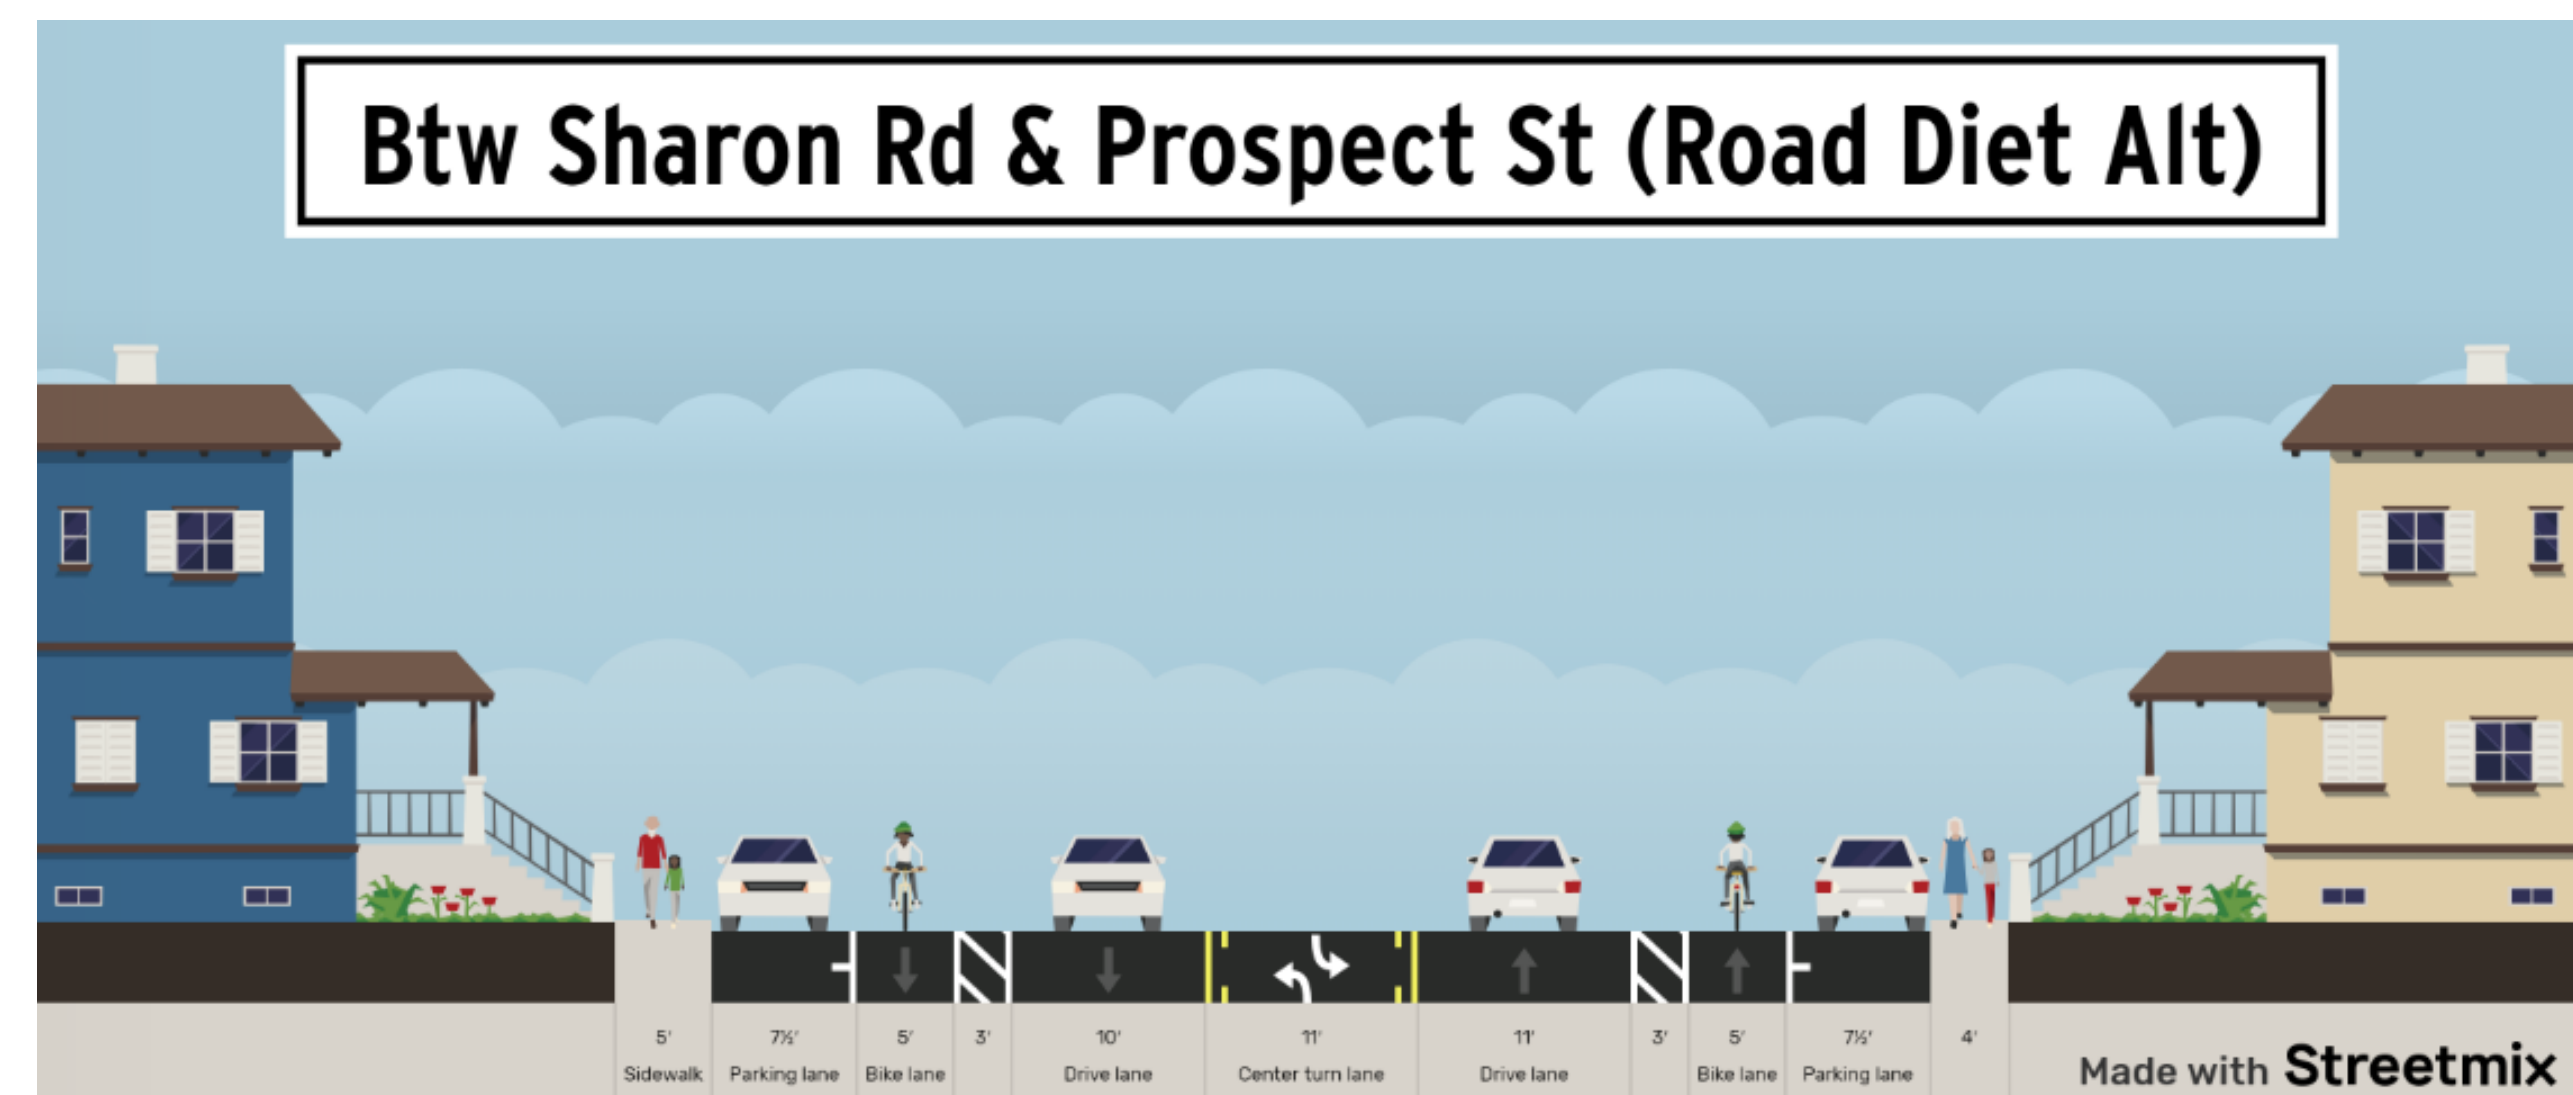 Btw Sharon Rd & Prospect St (Road Diet Alt)
5' 7½' 5' 3' 10' 11' 11' 3' 5' 7½' 4'
Sidewalk Parking lane Bike lane Drive lane Center turn lane Drive lane Bike lane Parking lane
Made with Streetmix